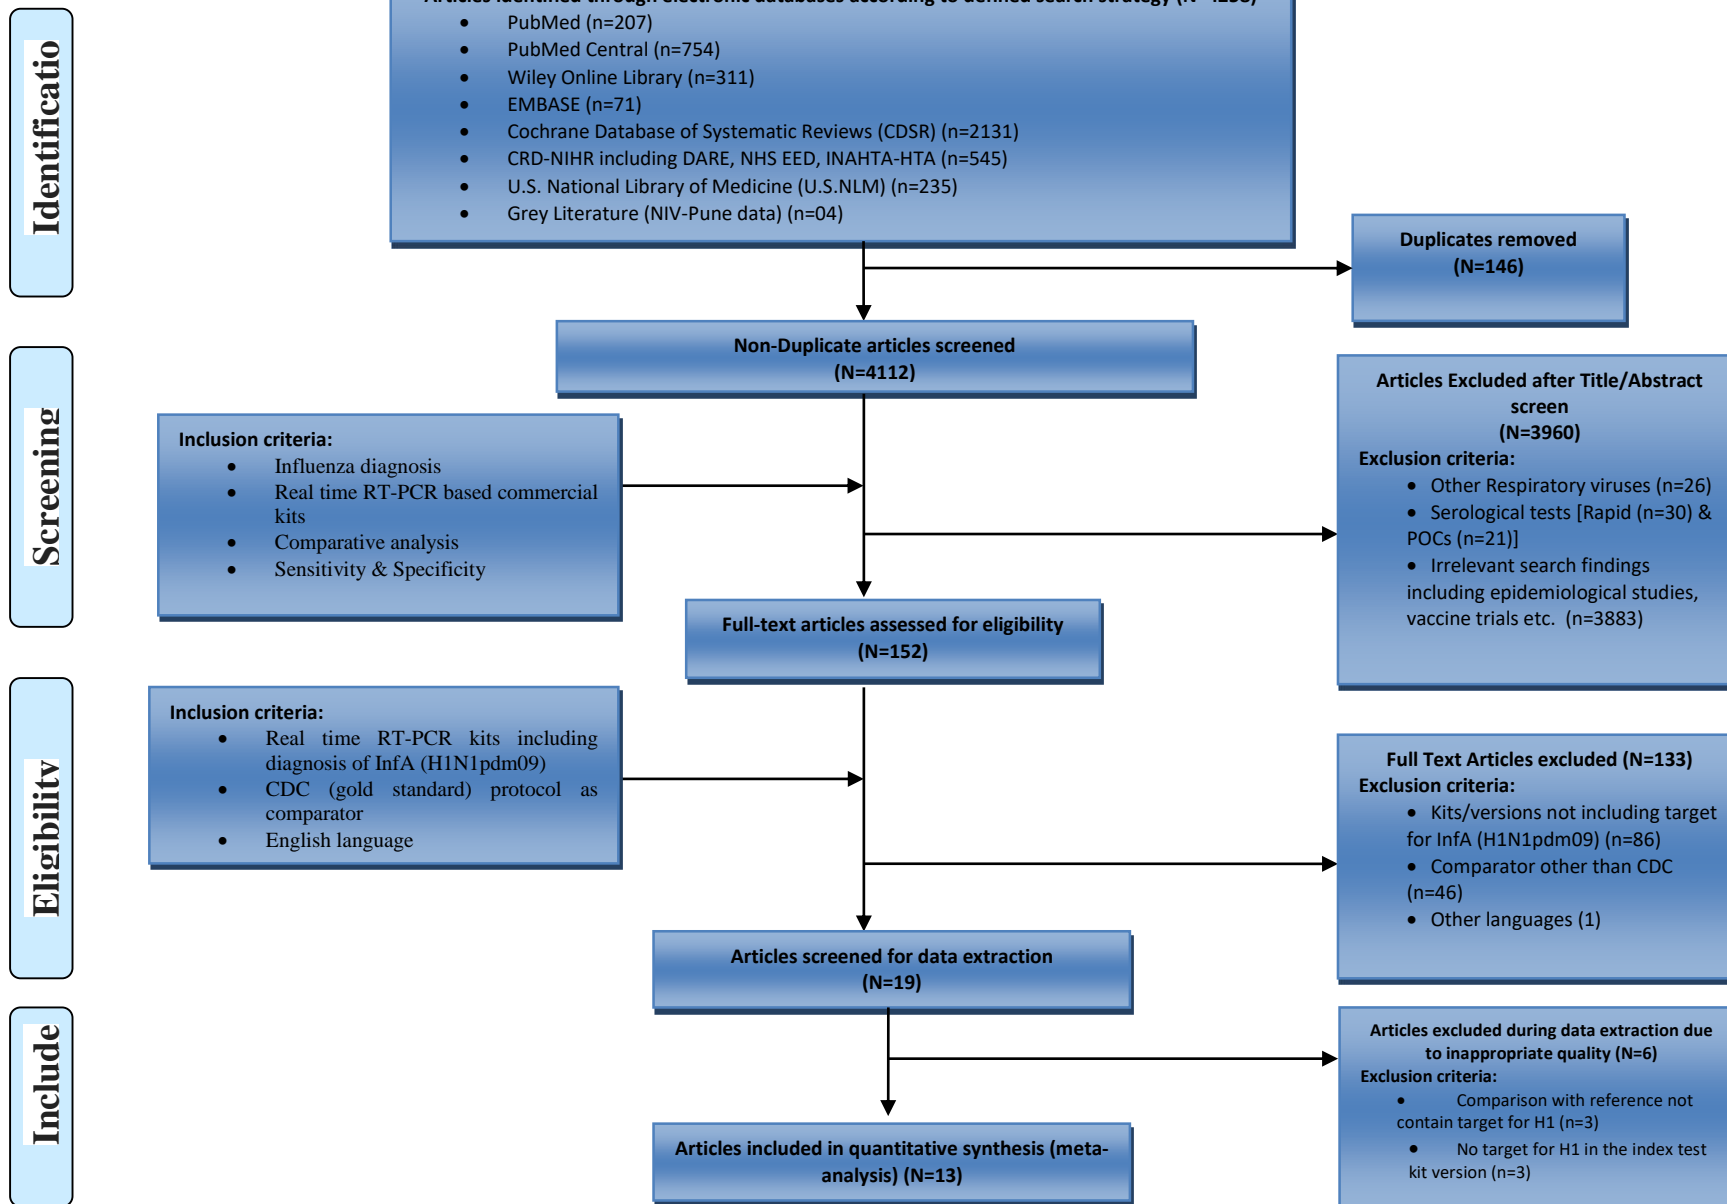 Identificatio
• PubMed (n=207)
• PubMed Central (n=754)
• Wiley Online Library (n=311)
• EMBASE (n=71)
• Cochrane Database of Systematic Reviews (CDSR) (n=2131)
• CRD-NIHR including DARE, NHS EED, INAHTA-HTA (n=545)
• U.S. National Library of Medicine (U.S.NLM) (n=235)
• Grey Literature (NIV-Pune data) (n=04)
Duplicates removed
(N=146)
Screening
Non-Duplicate articles screened
(N=4112)
Articles Excluded after Title/Abstract
screen
(N=3960)
Exclusion criteria:
• Other Respiratory viruses (n=26)
• Serological tests [Rapid (n=30) &
POCs (n=21)]
• Irrelevant search findings
including epidemiological studies,
vaccine trials etc. (n=3883)
Inclusion criteria:
• Influenza diagnosis
• Real time RT-PCR based commercial
kits
• Comparative analysis
• Sensitivity & Specificity
Full-text articles assessed for eligibility
(N=152)
Eligibility
Inclusion criteria:
• Real time RT-PCR kits including
diagnosis of InfA (H1N1pdm09)
• CDC (gold standard) protocol as
comparator
• English language
Full Text Articles excluded (N=133)
Exclusion criteria:
• Kits/versions not including target
for InfA (H1N1pdm09) (n=86)
• Comparator other than CDC
(n=46)
• Other languages (1)
Articles screened for data extraction
(N=19)
Include
Articles excluded during data extraction due
to inappropriate quality (N=6)
Exclusion criteria:
• Comparison with reference not
contain target for H1 (n=3)
• No target for H1 in the index test
kit version (n=3)
Articles included in quantitative synthesis (meta-
analysis) (N=13)